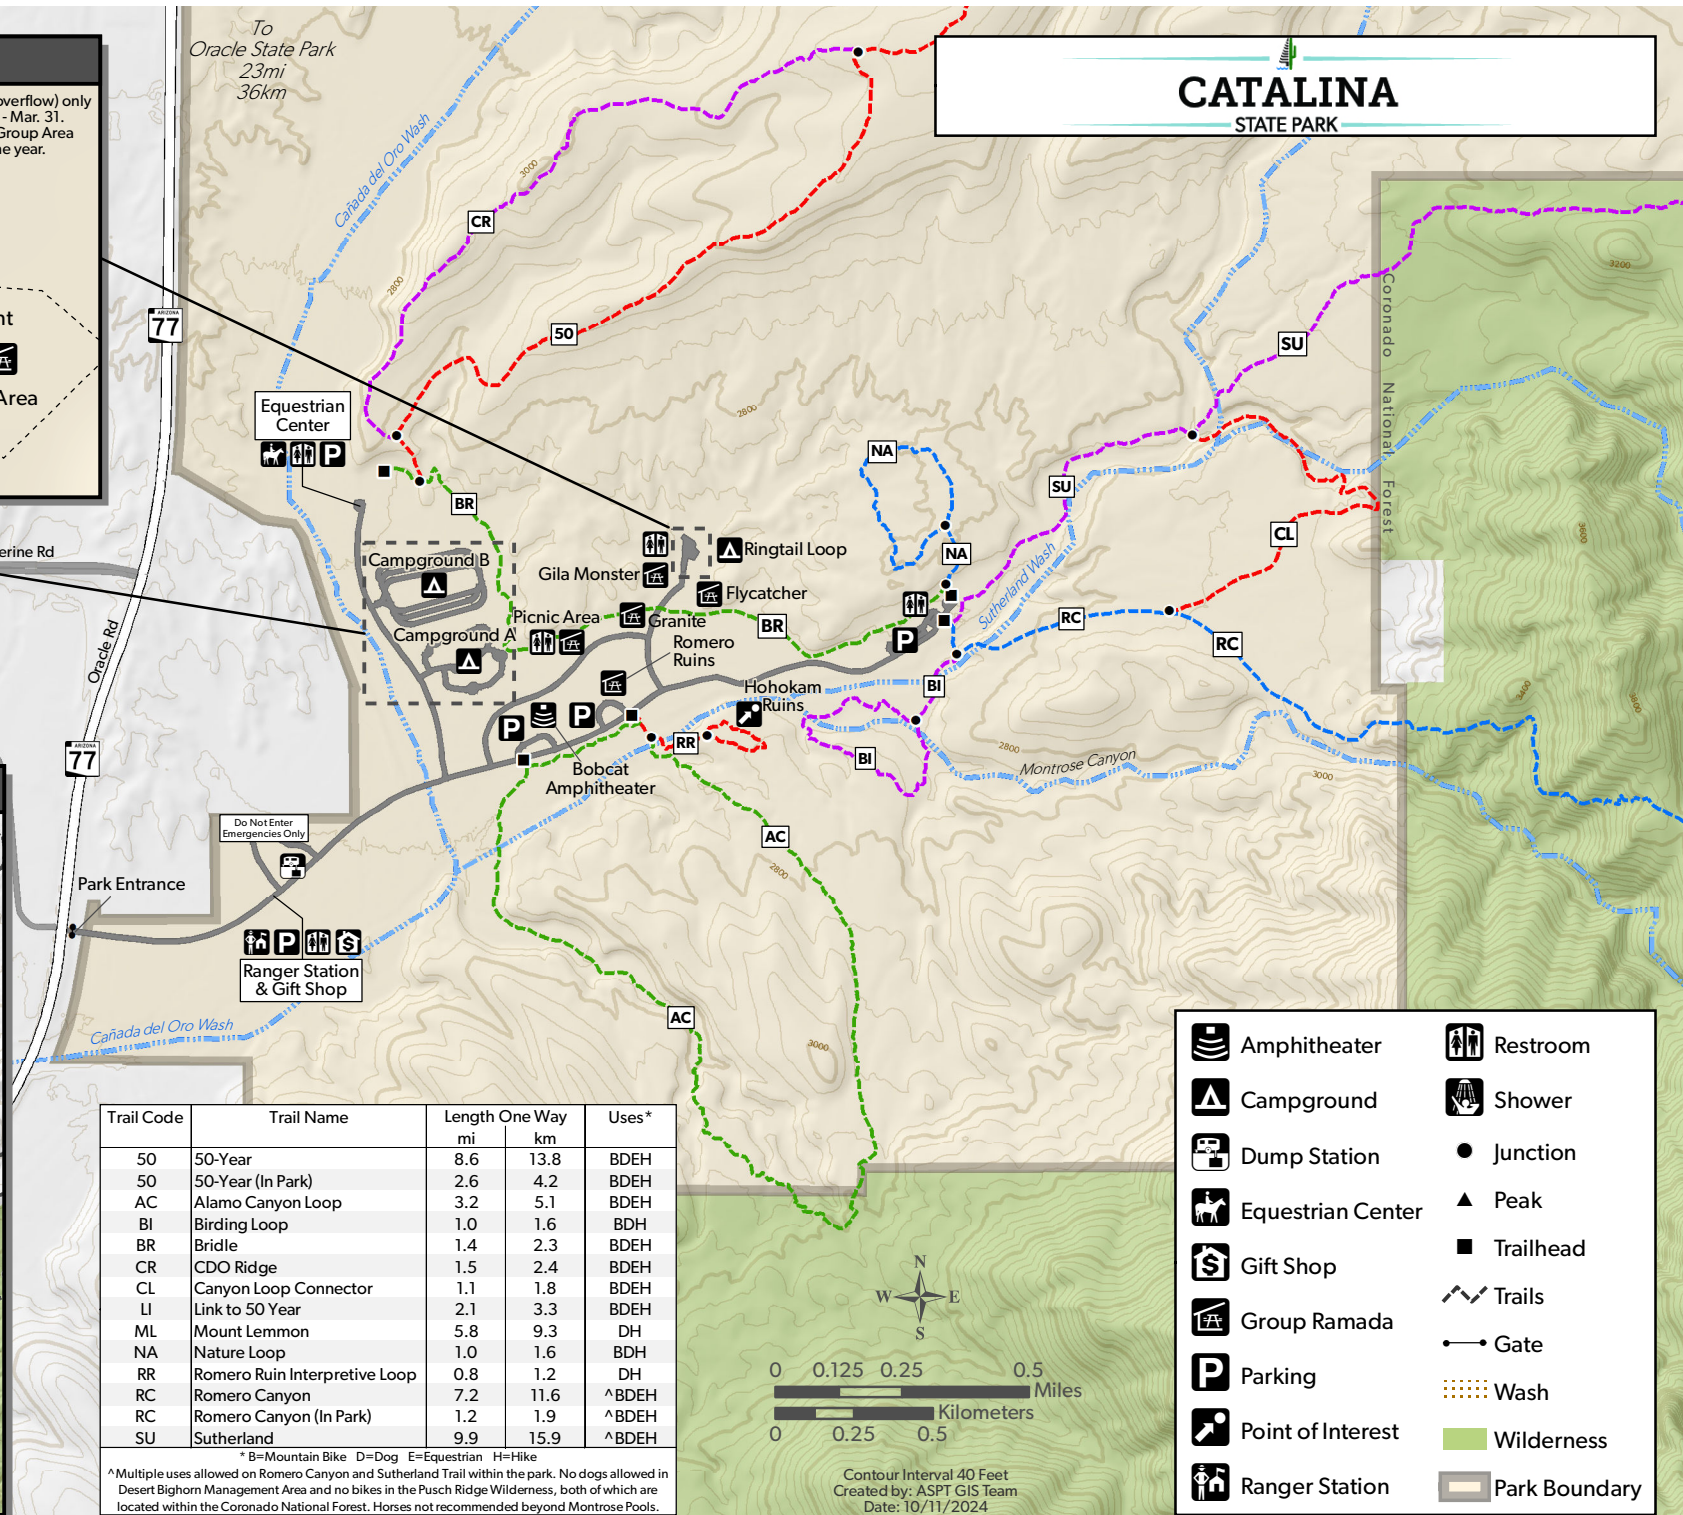 To
Oracle State Park
23mi
36km
CATALINA
STATE PARK
overflow) only
- Mar. 31.
Group Area
e year.
nt
Area
Cañada del Oro Wash
3000
CR
2800
50
ARIZONA
77
SU
3200
Coronado National Forest
Equestrian
Center
P
BR
2800
NA
SU
CL
3600
erine Rd
Campground B
Ringtail Loop
Gila Monster
Flycatcher
NA
Sutherland Wash
Picnic Area
Granite
BR
RC
RC
P
Campground A
Romero
Ruins
Oracle Rd
Hohokam
Ruins
BI
3400
3600
P
P
RR
BI
2800
Montrose Canyon
3000
ARIZONA
77
Bobcat
Amphitheater
Do Not Enter
Emergencies Only
AC
2800
Park Entrance
P
$
Ranger Station
& Gift Shop
Cañada del Oro Wash
AC
3000
Trail Code Trail Name Length One Way Uses*
mi km
50 50-Year 8.6 13.8 BDEH
50 50-Year (In Park) 2.6 4.2 BDEH
AC Alamo Canyon Loop 3.2 5.1 BDEH
BI Birding Loop 1.0 1.6 BDH
BR Bridle 1.4 2.3 BDEH
CR CDO Ridge 1.5 2.4 BDEH
CL Canyon Loop Connector 1.1 1.8 BDEH
LI Link to 50 Year 2.1 3.3 BDEH
ML Mount Lemmon 5.8 9.3 DH
NA Nature Loop 1.0 1.6 BDH
RR Romero Ruin Interpretive Loop 0.8 1.2 DH
RC Romero Canyon 7.2 11.6 ^BDEH
RC Romero Canyon (In Park) 1.2 1.9 ^BDEH
SU Sutherland 9.9 15.9 ^BDEH
* B=Mountain Bike D=Dog E=Equestrian H=Hike
^Multiple uses allowed on Romero Canyon and Sutherland Trail within the park. No dogs allowed in
Desert Bighorn Management Area and no bikes in the Pusch Ridge Wilderness, both of which are
located within the Coronado National Forest. Horses not recommended beyond Montrose Pools.
N
W E
S
0 0.125 0.25 0.5
Miles
Kilometers
0 0.25 0.5
Contour Interval 40 Feet
Created by: ASPT GIS Team
Date: 10/11/2024
Amphitheater
Campground
Dump Station
Equestrian Center
$ Gift Shop
Group Ramada
P Parking
Point of Interest
Ranger Station
Restroom
Shower
Junction
Peak
Trailhead
Trails
Gate
Wash
Wilderness
Park Boundary